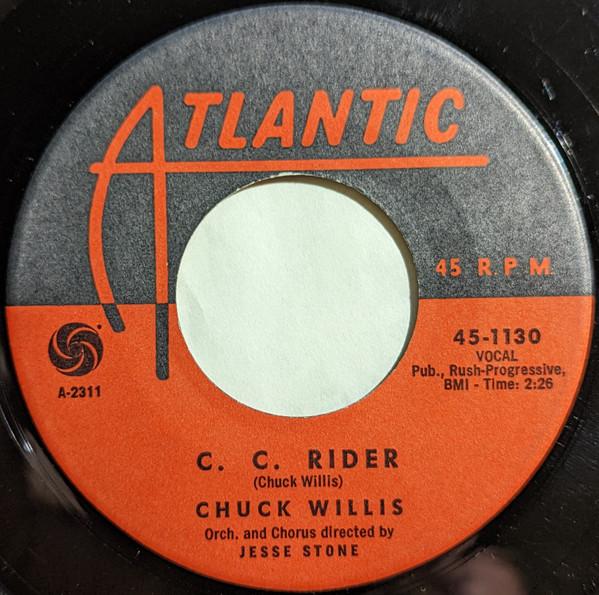 ATLANTIC
45 R.P.M.
45-1130
VOCAL
Pub., Rush-Progressive,
BMI - Time: 2:26
A-2311
C. C. RIDER
(Chuck Willis)
CHUCK WILLIS
Orch. and Chorus directed by
JESSE STONE